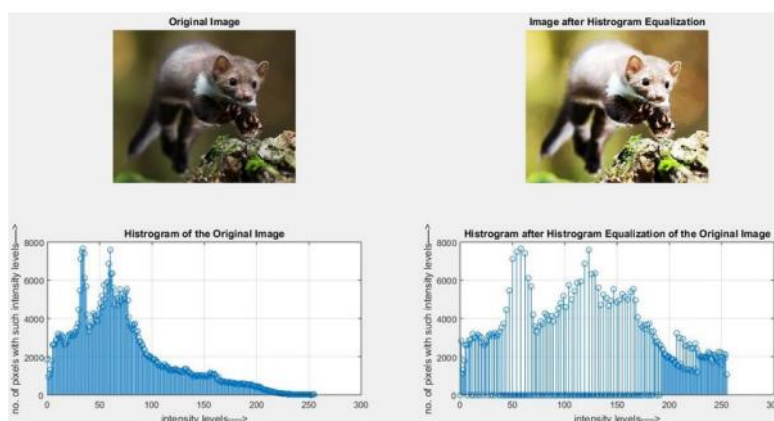 Original Image
Image after Histrogram Equalization
Histrogram of the Original Image
no. of pixels with such intensity levels---->
8000
6000
4000
2000
0
0 50 100 150 200 250 300
intensity levels---->
Histrogram after Histrogram Equalization of the Original Image
no. of pixels with such intensity levels---->
8000
6000
4000
2000
0
0 50 100 150 200 250 300
intensity levels---->